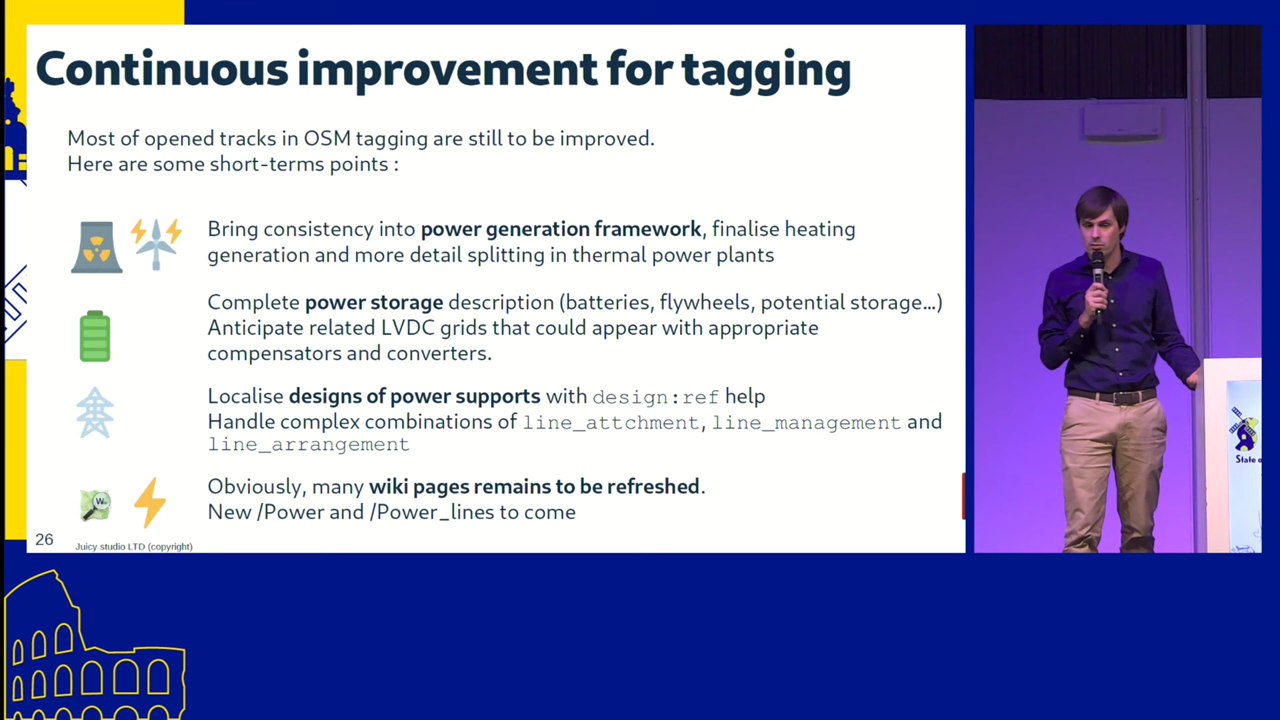 Continuous improvement for tagging
Most of opened tracks in OSM tagging are still to be improved.
Here are some short-terms points :
Bring consistency into power generation framework, finalise heating
generation and more detail splitting in thermal power plants
Complete power storage description (batteries, flywheels, potential storage...)
Anticipate related LVDC grids that could appear with appropriate
compensators and converters.
Localise designs of power supports with design:ref help
Handle complex combinations of line_attchment, line_management and
line_arrangement
Obviously, many wiki pages remains to be refreshed.
New /Power and /Power_lines to come
26
Juicy studio LTD (copyright)
W
State o